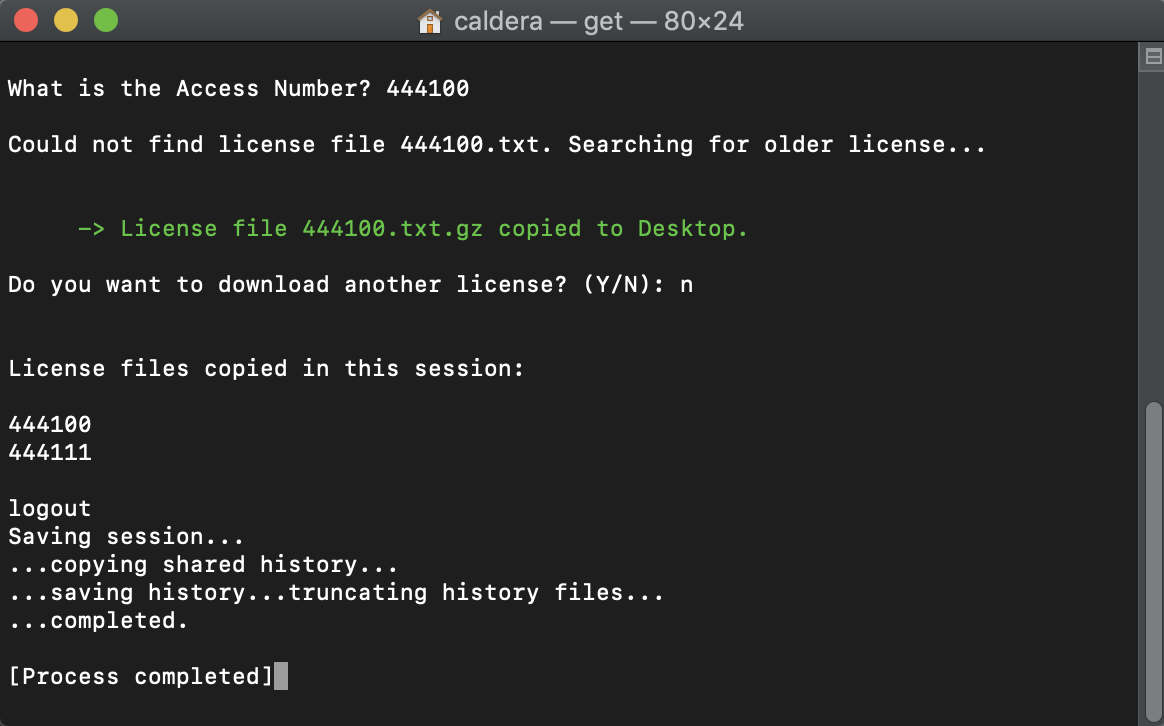 caldera — get — 80×24
What is the Access Number? 444100
Could not find license file 444100.txt. Searching for older license...
-> License file 444100.txt.gz copied to Desktop.
Do you want to download another license? (Y/N): n
License files copied in this session:
444100
444111
logout
Saving session...
...copying shared history...
...saving history...truncating history files...
...completed.
[Process completed]